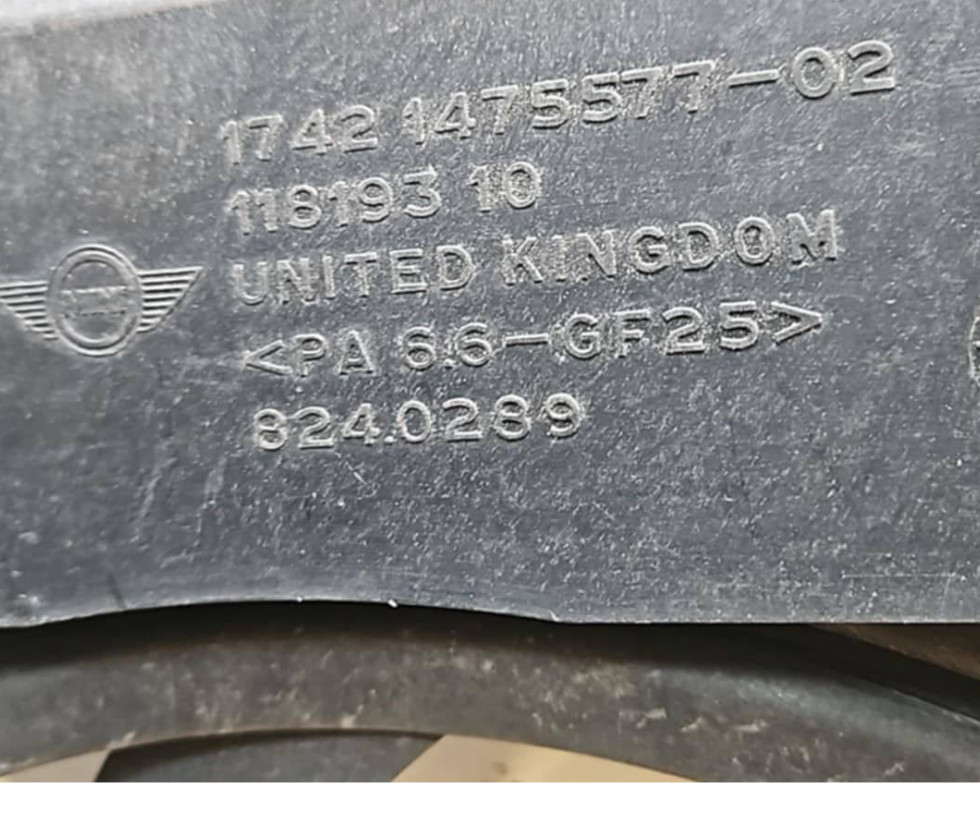 1742 1475577-02
118193 10
UNITED KINGDOM
<PA 6.6-GF25>
824.0289